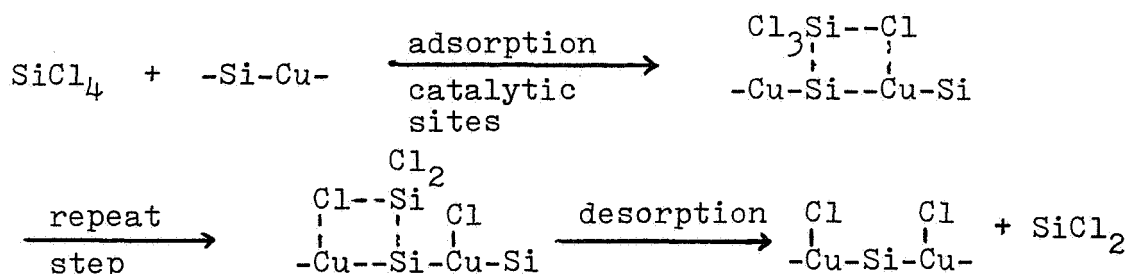 Cl3Si--Cl
SiCl4 + -Si-Cu- adsorption
catalytic sites
-Cu-Si--Cu-Si
repeat step
Cl2
Cl--Si Cl
-Cu--Si-Cu-Si
desorption
Cl Cl
-Cu-Si-Cu- + SiCl2